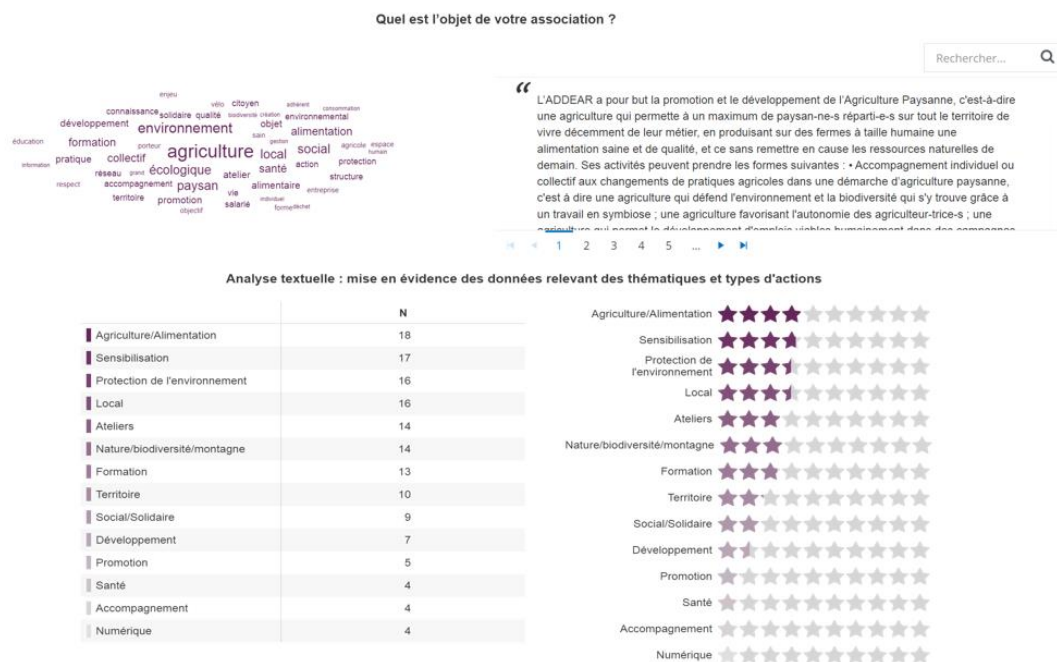 Quel est l'objet de votre association ?
Rechercher...
enjeu
vélo citoyen adhérent consommation
connaissance solidaire qualité biodiversité création environnemental
développement environnement objet alimentation
sain
éducation formation porteur agriculture gestion local social agricole espace
humain
information pratique collectif écologique santé action protection
réseau grand atelier structure
respect accompagnement paysan vie alimentaire entreprise
territoire promotion salarié individuel
objectif forme déchet
“
L'ADDEAR a pour but la promotion et le développement de l'Agriculture Paysanne, c'est-à-dire
une agriculture qui permette à un maximum de paysan-ne-s réparti-e-s sur tout le territoire de
vivre décemment de leur métier, en produisant sur des fermes à taille humaine une
alimentation saine et de qualité, et ce sans remettre en cause les ressources naturelles de
demain. Ses activités peuvent prendre les formes suivantes : • Accompagnement individuel ou
collectif aux changements de pratiques agricoles dans une démarche d'agriculture paysanne,
c'est à dire une agriculture qui défend l'environnement et la biodiversité qui s'y trouve grâce à
un travail en symbiose ; une agriculture favorisant l'autonomie des agriculteur-trice-s ; une
agriculture qui permet le développement d'emplois viables humainement dans des campagnes
1 2 3 4 5 ...
Analyse textuelle : mise en évidence des données relevant des thématiques et types d'actions
N
Agriculture/Alimentation 18
Sensibilisation 17
Protection de l'environnement 16
Local 16
Ateliers 14
Nature/biodiversité/montagne 14
Formation 13
Territoire 10
Social/Solidaire 9
Développement 7
Promotion 5
Santé 4
Accompagnement 4
Numérique 4
Agriculture/Alimentation
Sensibilisation
Protection de
l'environnement
Local
Ateliers
Nature/biodiversité/montagne
Formation
Territoire
Social/Solidaire
Développement
Promotion
Santé
Accompagnement
Numérique